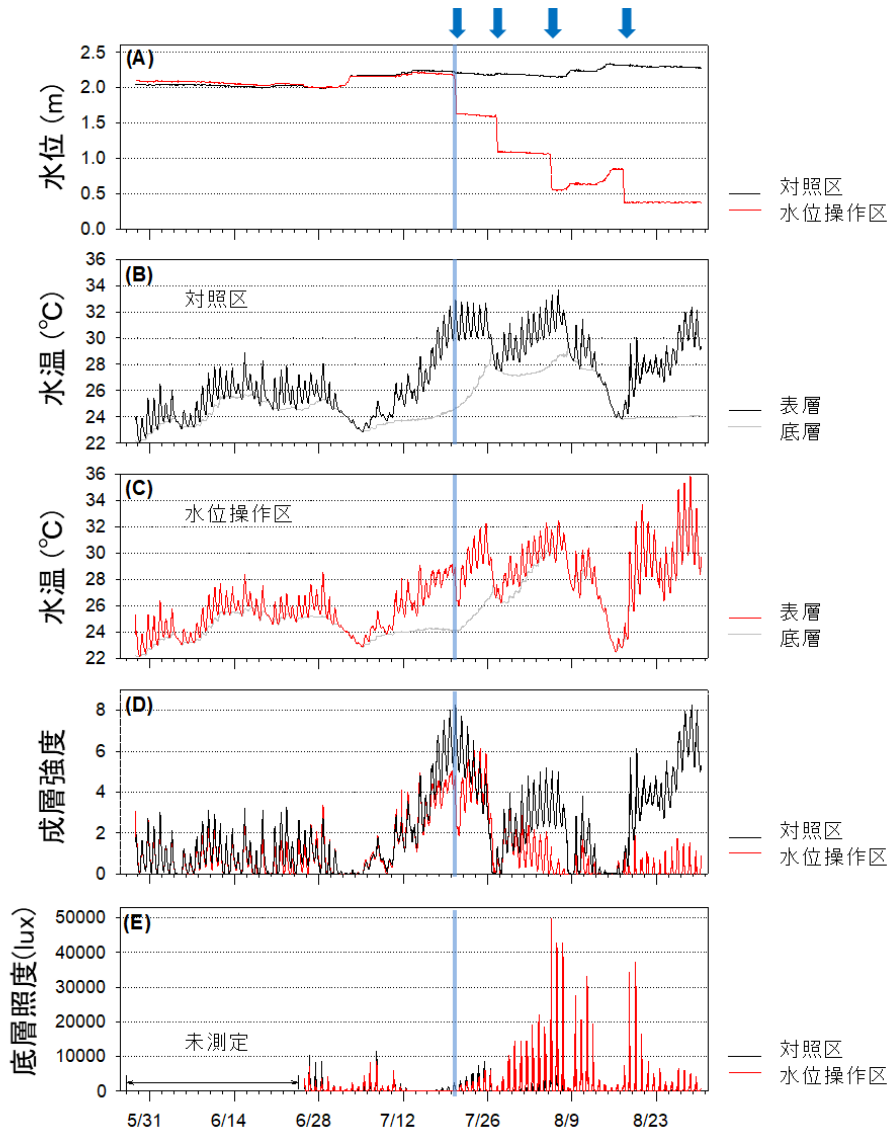 (A)
水位 (m)
2.5
2.0
1.5
1.0
0.5
0.0
対照区
水位操作区
(B)
対照区
水温 (℃)
36
34
32
30
28
26
24
22
表層
底層
(C)
水位操作区
水温 (℃)
36
34
32
30
28
26
24
22
表層
底層
(D)
成層強度
8
6
4
2
0
対照区
水位操作区
(E)
底層照度(lux)
50000
40000
30000
20000
10000
0
未測定
対照区
水位操作区
5/31 6/14 6/28 7/12 7/26 8/9 8/23